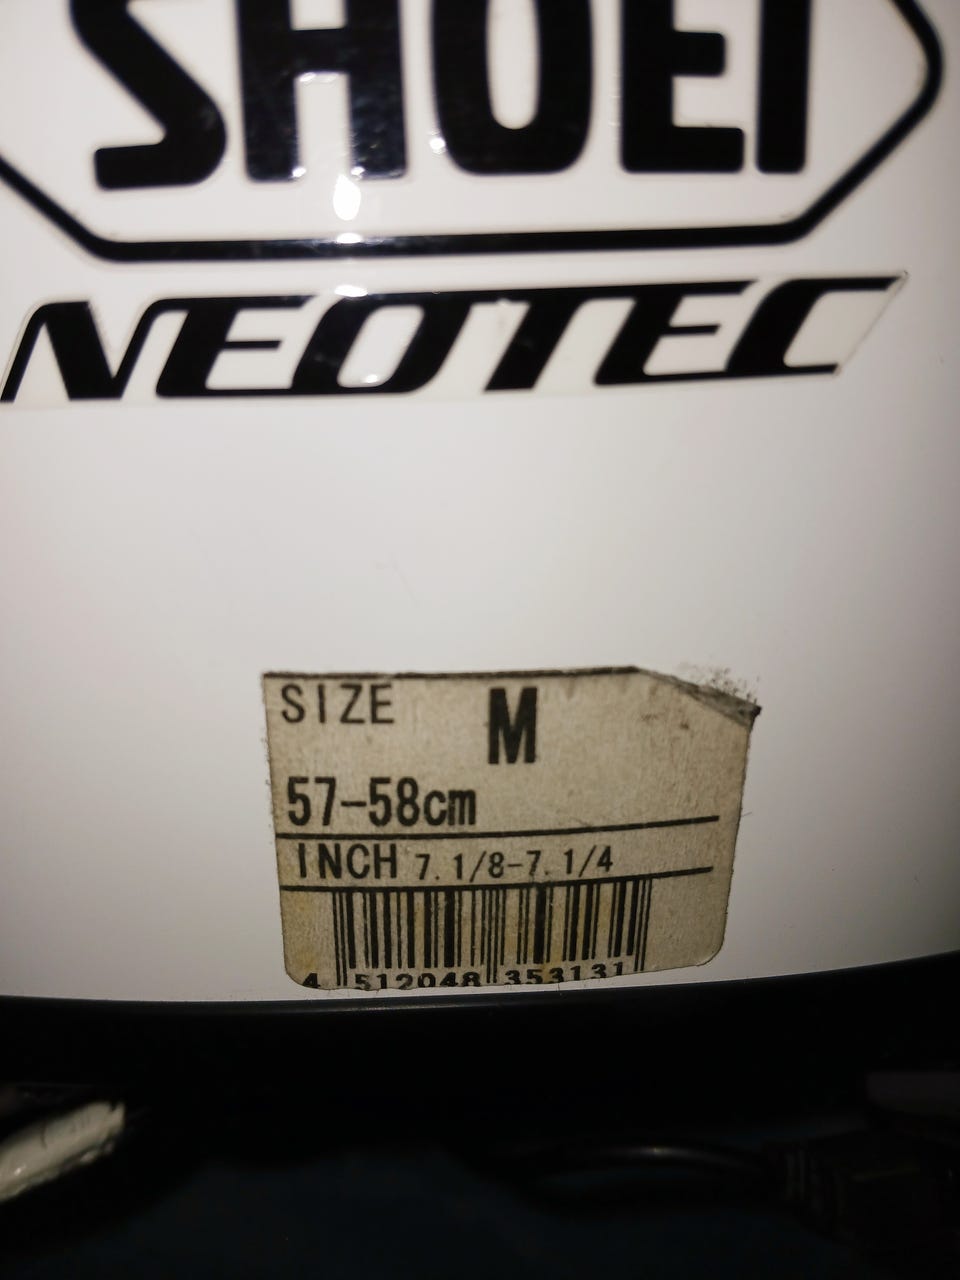 SHOEI
NEOTEC
SIZE M
57-58cm
INCH 7.1/8-7.1/4
4 512048 353131